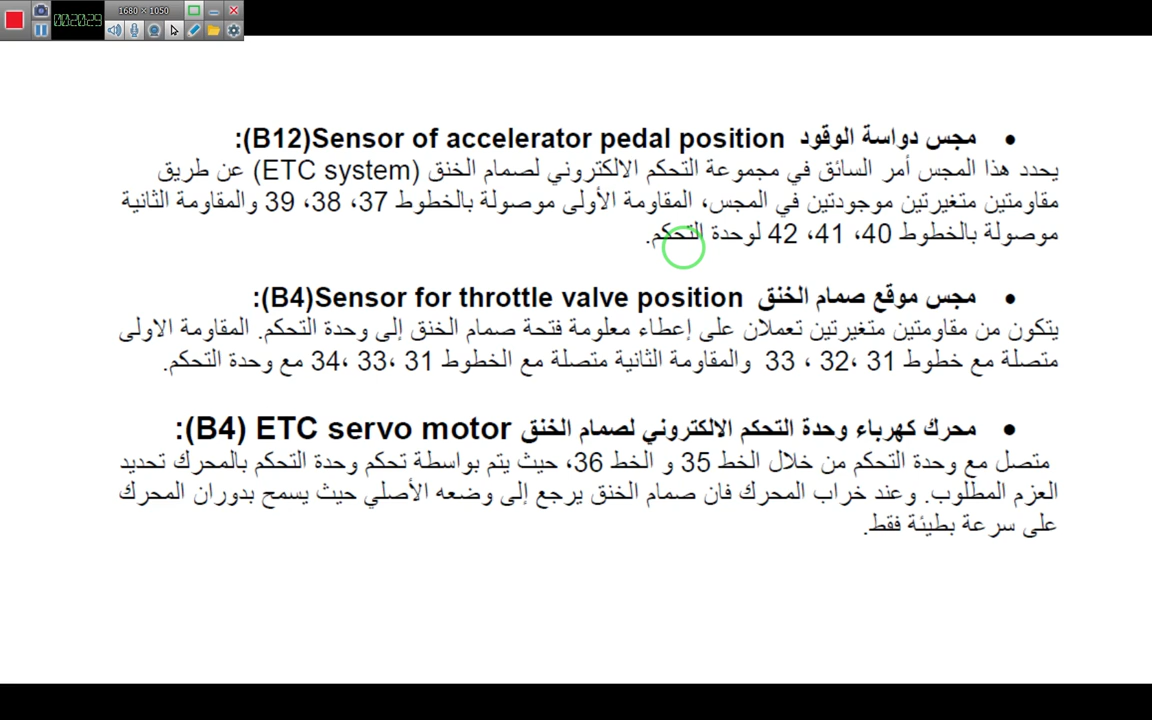 1680 × 1050
00:20:29
• مجس دواسة الوقود Sensor of accelerator pedal position(B12):
يحدد هذا المجس أمر السائق في مجموعة التحكم الالكتروني لصمام الخنق (ETC system) عن طريق
مقاومتين متغيرتين موجودتين في المجس، المقاومة الأولى موصولة بالخطوط 37، 38، 39 والمقاومة الثانية
موصولة بالخطوط 40، 41، 42 لوحدة التحكم.
• مجس موقع صمام الخنق Sensor for throttle valve position(B4):
يتكون من مقاومتين متغيرتين تعملان على إعطاء معلومة فتحة صمام الخنق إلى وحدة التحكم. المقاومة الاولى
متصلة مع خطوط 31 ،32 ، 33 والمقاومة الثانية متصلة مع الخطوط 31 ،33 ،34 مع وحدة التحكم.
• محرك كهرباء وحدة التحكم الالكتروني لصمام الخنق ETC servo motor (B4):
متصل مع وحدة التحكم من خلال الخط 35 و الخط 36، حيث يتم بواسطة تحكم وحدة التحكم بالمحرك تحديد
العزم المطلوب. وعند خراب المحرك فان صمام الخنق يرجع إلى وضعه الأصلي حيث يسمح بدوران المحرك
على سرعة بطيئة فقط.